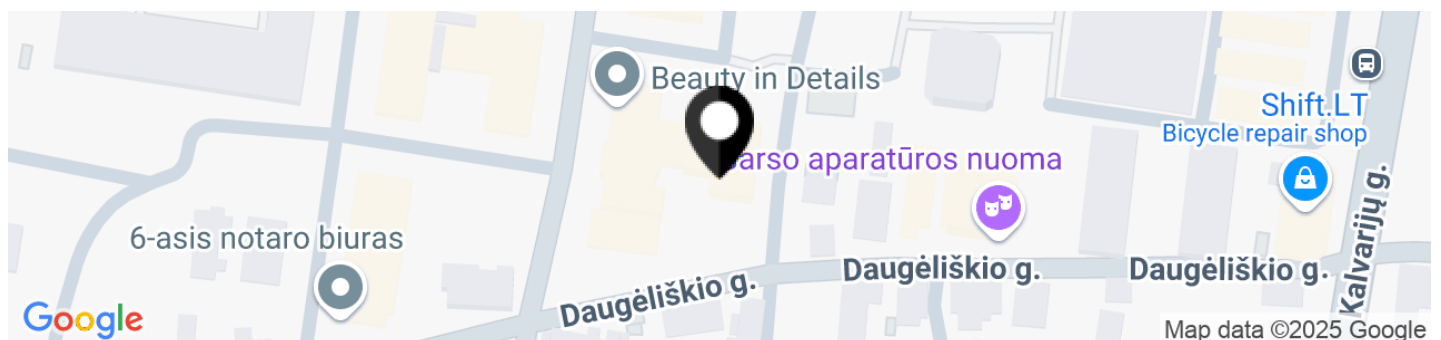 Beauty in Details
Shift.LT
Bicycle repair shop
arso aparatūros nuoma
6-asis notaro biuras
Kalvarijų g.
Daugėliškio g.
Daugėliškio g.
Daugėliškio g.
Google
Map data ©2025 Google